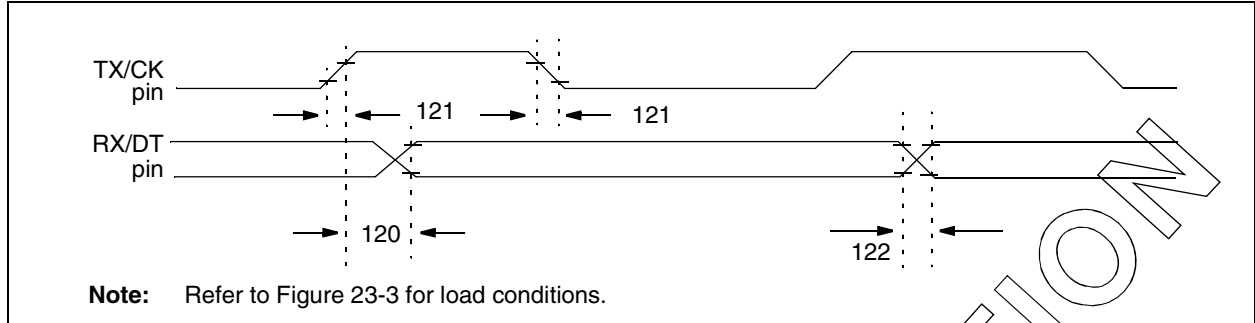 TX/CK
pin
121
121
RX/DT
pin
120
122
Note: Refer to Figure 23-3 for load conditions.
TION